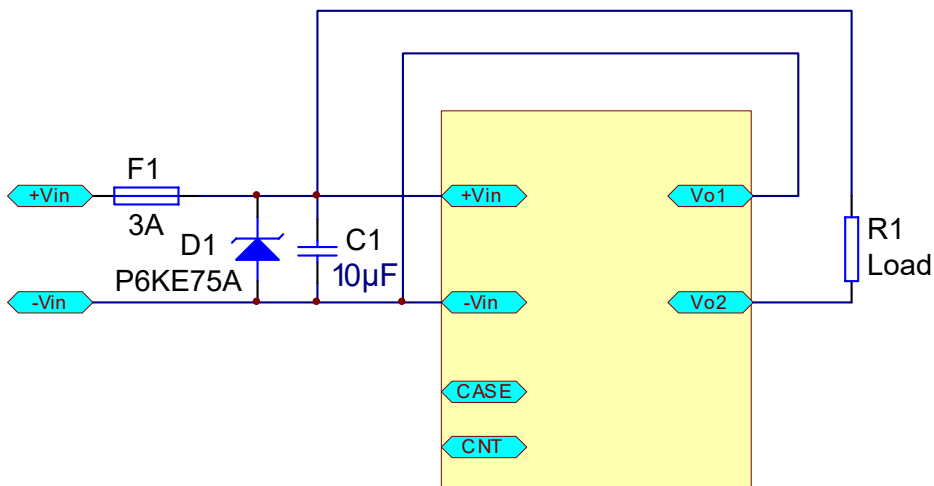 F1
+Vin
+Vin
Vo1
3A
R1
D1
C1
Load
P6KE75A
10µF
-Vin
-Vin
Vo2
CASE
CNT